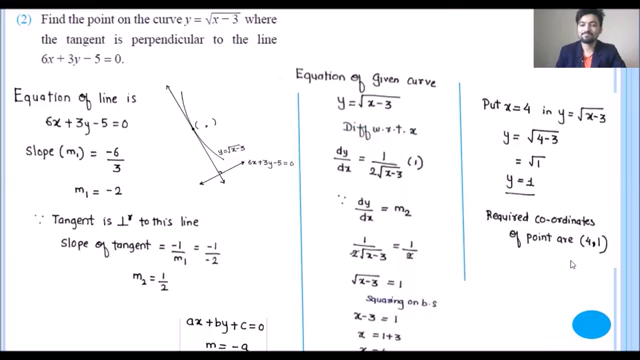 (2) Find the point on the curve y = √x − 3 where
the tangent is perpendicular to the line
6x + 3y − 5 = 0.
Equation of line is
6x + 3y − 5 = 0
Slope (m₁) = −6/3
m₁ = −2
∵ Tangent is ⊥ʳ to this line
Slope of tangent = −1/m₁ = −1/−2
m₂ = 1/2
( , )
y=√x−3
6x+3y−5=0
ax + by + c = 0
m = −a
Equation of given curve
y = √x−3
Diff w.r.t. x
dy/dx = 1/2√x−3 (1)
∵ dy/dx = m₂
1/2√x−3 = 1/2
√x−3 = 1
Squaring on b.s
x − 3 = 1
x = 1+3
Put x = 4 in y = √x−3
y = √4−3
= √1
y = 1
Required co-ordinates
of point are (4,1)